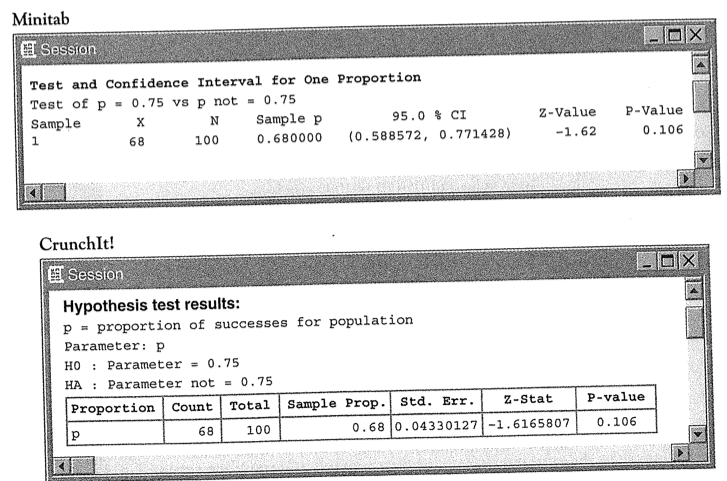 Minitab
Session
Test and Confidence Interval for One Proportion
Test of p = 0.75 vs p not = 0.75
Sample X N Sample p 95.0 % CI Z-Value P-Value
1 68 100 0.680000 (0.588572, 0.771428) -1.62 0.106
CrunchIt!
Session
Hypothesis test results:
p = proportion of successes for population
Parameter: p
H0 : Parameter = 0.75
HA : Parameter not = 0.75
Proportion Count Total Sample Prop. Std. Err. Z-Stat P-value
p 68 100 0.68 0.04330127 -1.6165807 0.106